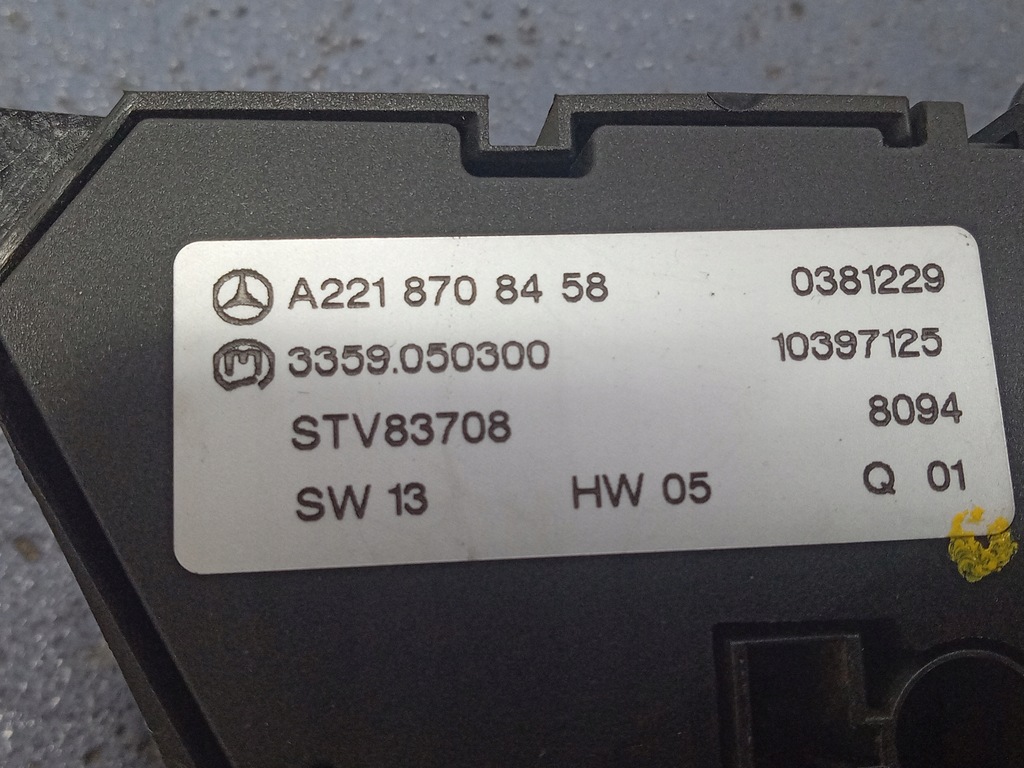 A221 870 84 58 0381229
M 3359.050300 10397125
STV83708 8094
SW 13 HW 05 Q 01